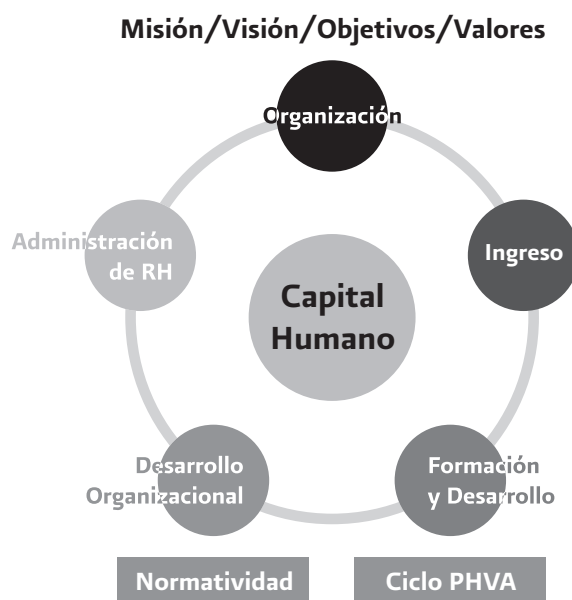 Misión/Visión/Objetivos/Valores
Organización
Administración
de RH
Ingreso
Capital
Humano
Desarrollo
Organizacional
Formación
y Desarrollo
Normatividad
Ciclo PHVA